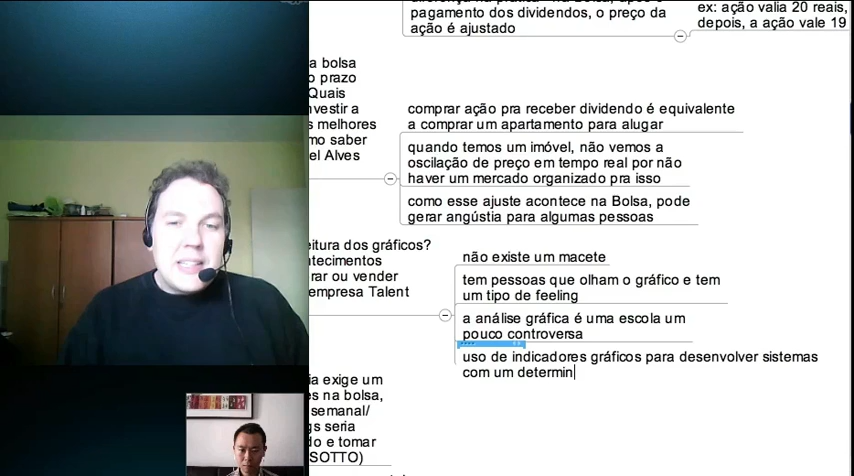 pagamento dos dividendos, o preço da
ação é ajustado
ex: ação valia 20 reais,
depois, a ação vale 19
a bolsa
o prazo
Quais
nvestir a
s melhores
mo saber
el Alves
comprar ação pra receber dividendo é equivalente
a comprar um apartamento para alugar
quando temos um imóvel, não vemos a
oscilação de preço em tempo real por não
haver um mercado organizado pra isso
como esse ajuste acontece na Bolsa, pode
gerar angústia para algumas pessoas
eitura dos gráficos?
ntecimentos
rar ou vender
empresa Talent
não existe um macete
tem pessoas que olham o gráfico e tem
um tipo de feeling
a análise gráfica é uma escola um
pouco controversa
uso de indicadores gráficos para desenvolver sistemas
com um determin
ia exige um
es na bolsa,
semanal/
gs seria
do e tomar
SOTTO)